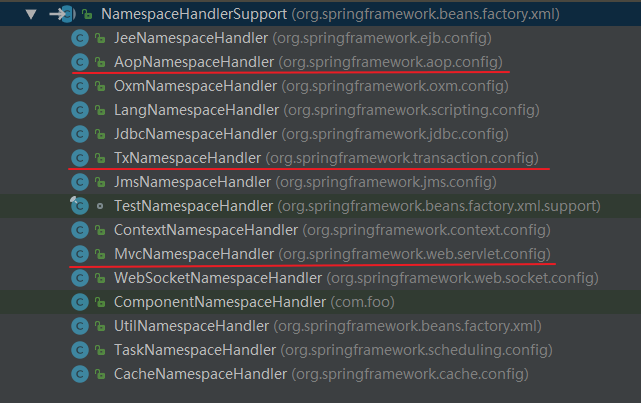 NamespaceHandlerSupport (org.springframework.beans.factory.xml)
JeeNamespaceHandler (org.springframework.ejb.config)
AopNamespaceHandler (org.springframework.aop.config)
OxmNamespaceHandler (org.springframework.oxm.config)
LangNamespaceHandler (org.springframework.scripting.config)
JdbcNamespaceHandler (org.springframework.jdbc.config)
TxNamespaceHandler (org.springframework.transaction.config)
JmsNamespaceHandler (org.springframework.jms.config)
TestNamespaceHandler (org.springframework.beans.factory.xml.support)
ContextNamespaceHandler (org.springframework.context.config)
MvcNamespaceHandler (org.springframework.web.servlet.config)
WebSocketNamespaceHandler (org.springframework.web.socket.config)
ComponentNamespaceHandler (com.foo)
UtilNamespaceHandler (org.springframework.beans.factory.xml)
TaskNamespaceHandler (org.springframework.scheduling.config)
CacheNamespaceHandler (org.springframework.cache.config)